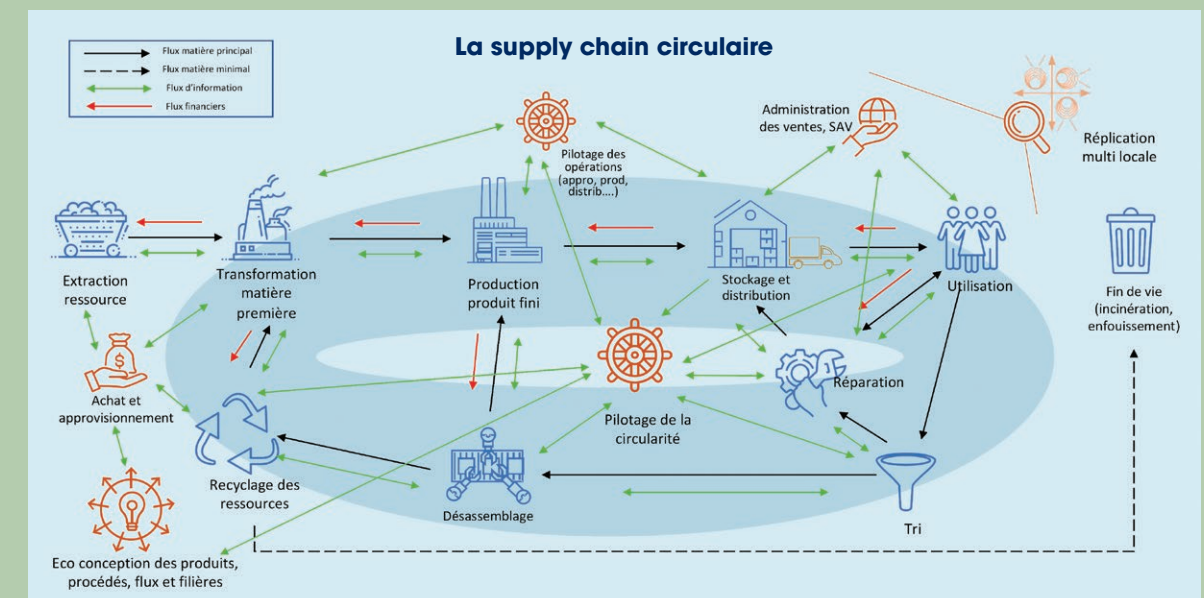 La supply chain circulaire
Flux matière principal
Flux matière minimal
Flux d'information
Flux financiers
Administration
des ventes, SAV
Réplication
multi locale
Pilotage des
opérations
(appro, prod,
distrib....)
Extraction
ressource
Transformation
matière
première
Production
produit fini
Stockage et
distribution
Utilisation
Fin de vie
(incinération,
enfouissement)
$
Achat et
approvisionnement
Pilotage de la
circularité
Réparation
Recyclage des
ressources
Désassemblage
Tri
Eco conception des produits,
procédés, flux et filières